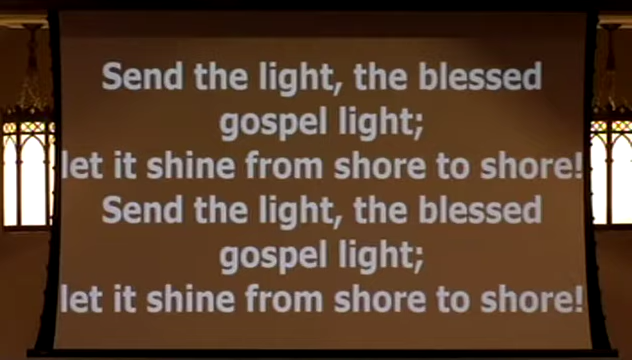 Send the light, the blessed
gospel light;
let it shine from shore to shore!
Send the light, the blessed
gospel light;
let it shine from shore to shore!